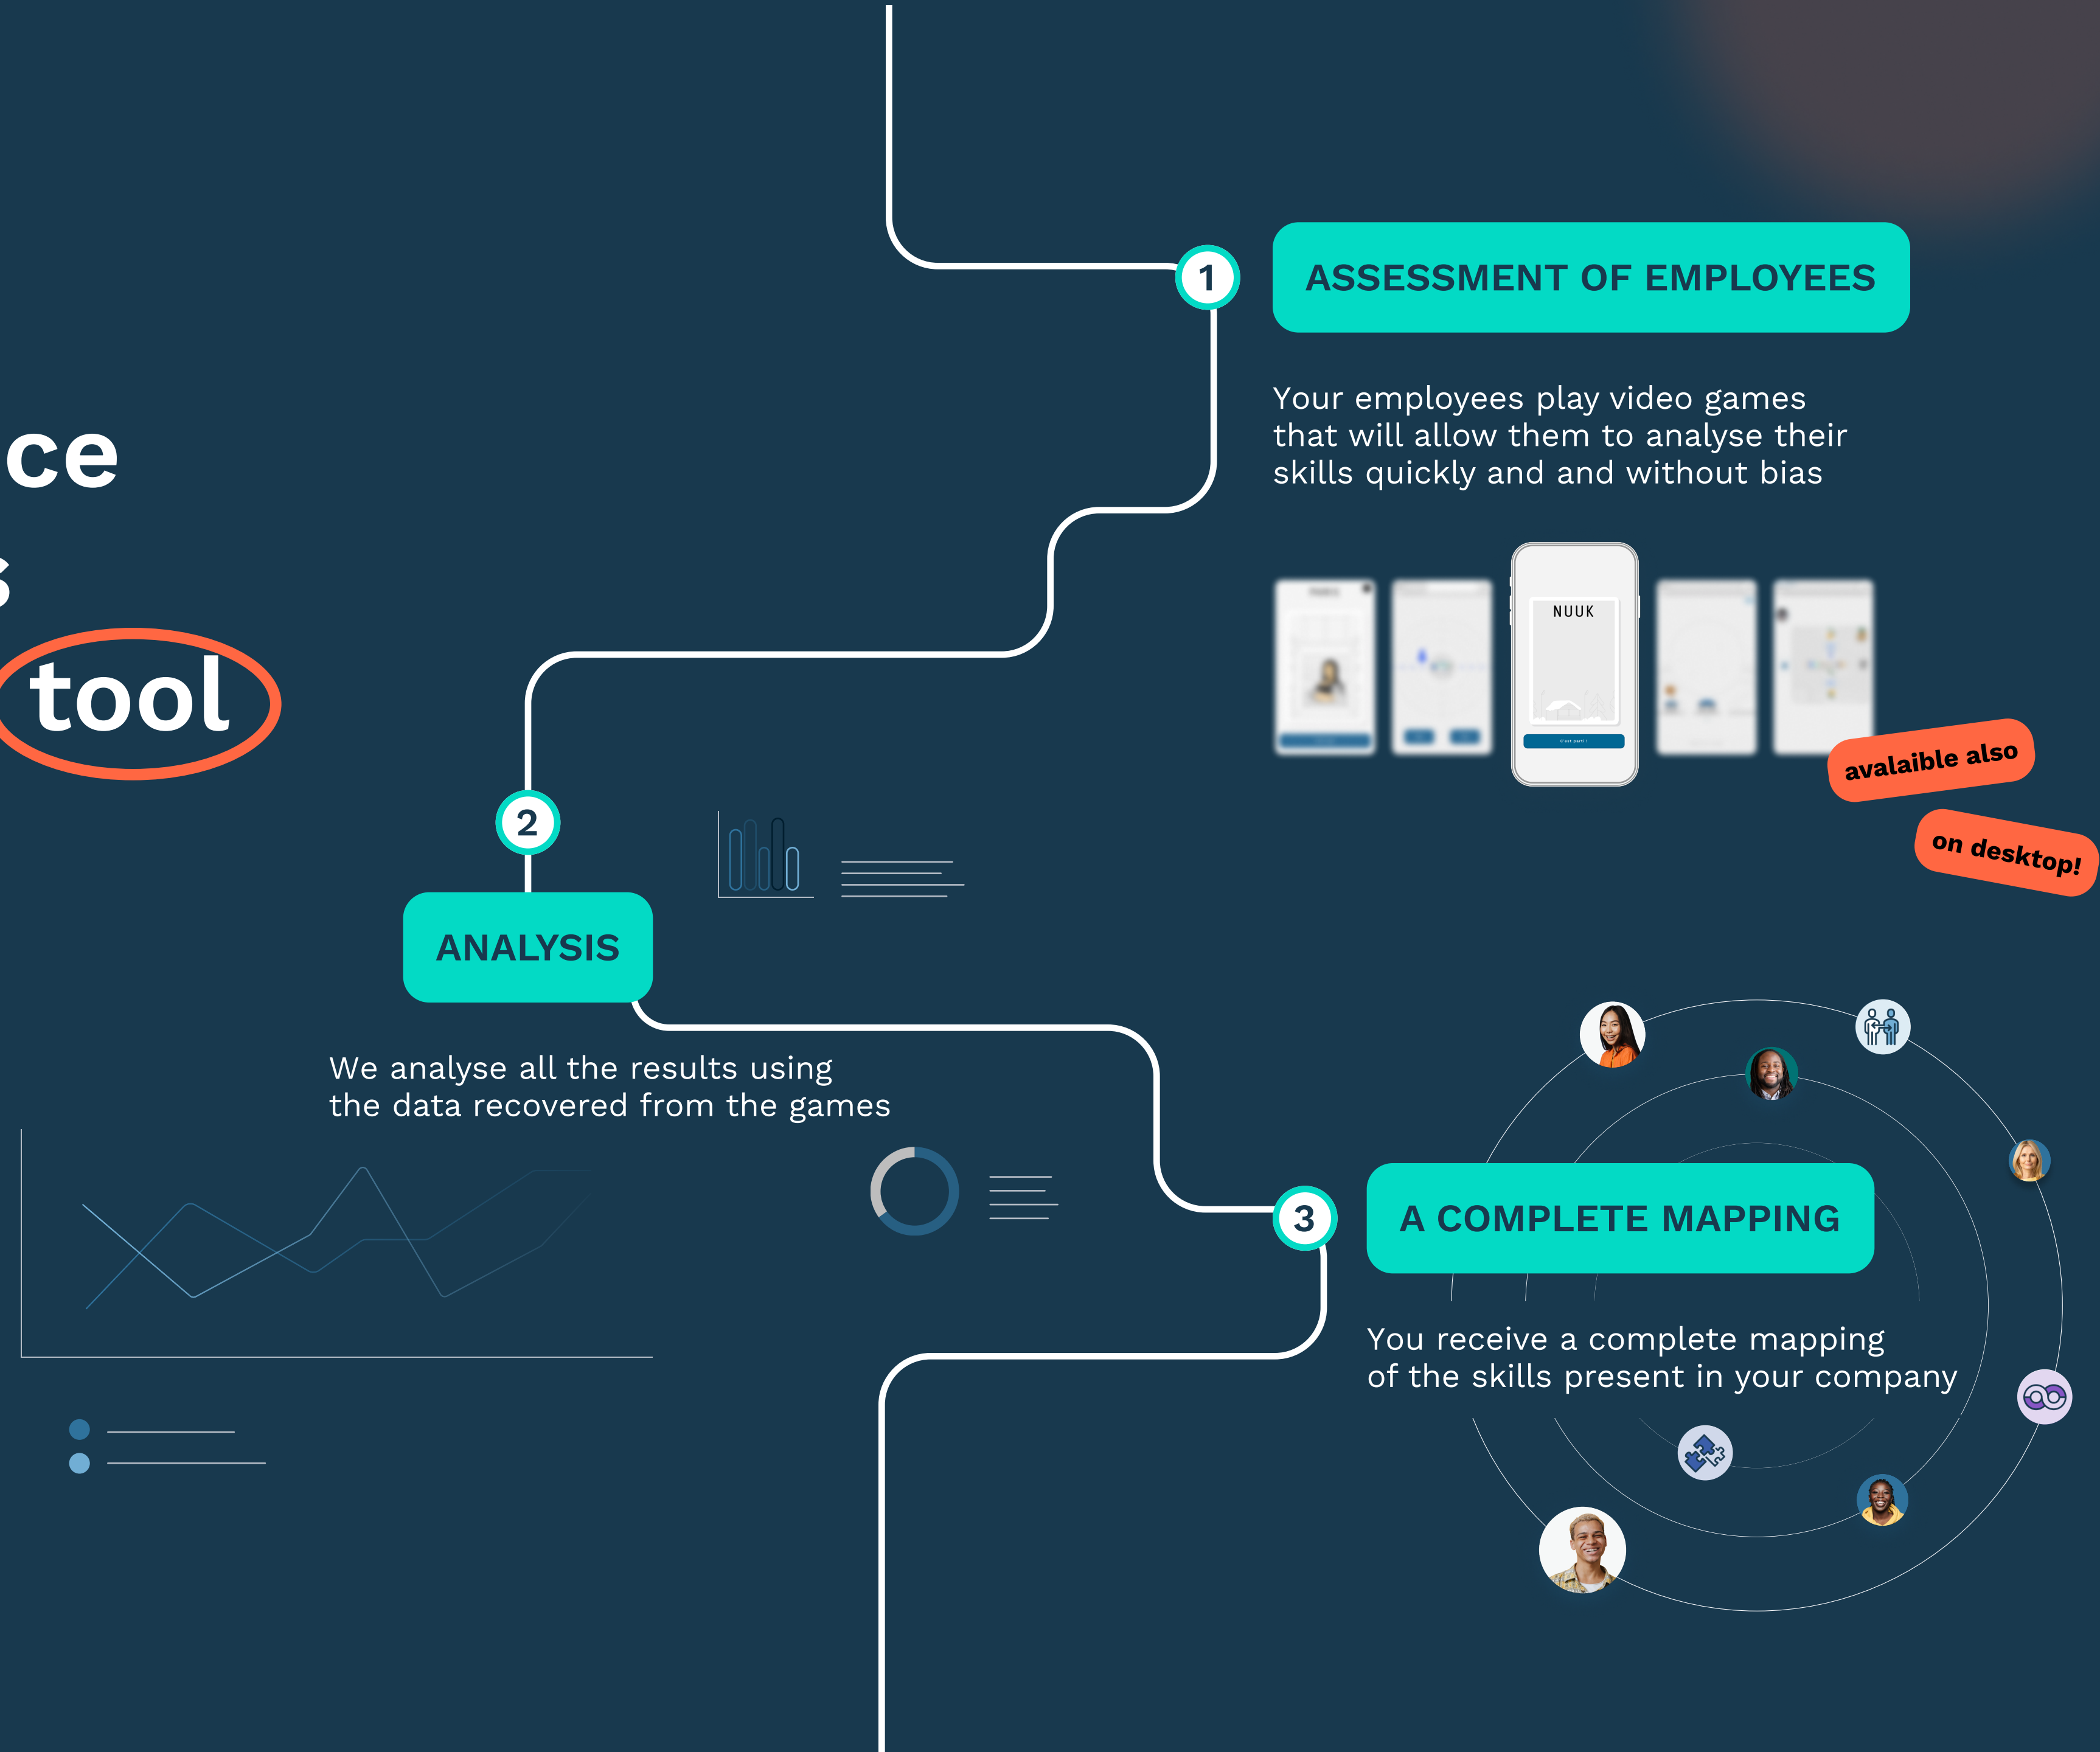 ce
s
tool
1
ASSESSMENT OF EMPLOYEES
Your employees play video games
that will allow them to analyse their
skills quickly and and without bias
NUUK
C'est parti !
avalaible also
on desktop!
2
ANALYSIS
We analyse all the results using
the data recovered from the games
3
A COMPLETE MAPPING
You receive a complete mapping
of the skills present in your company